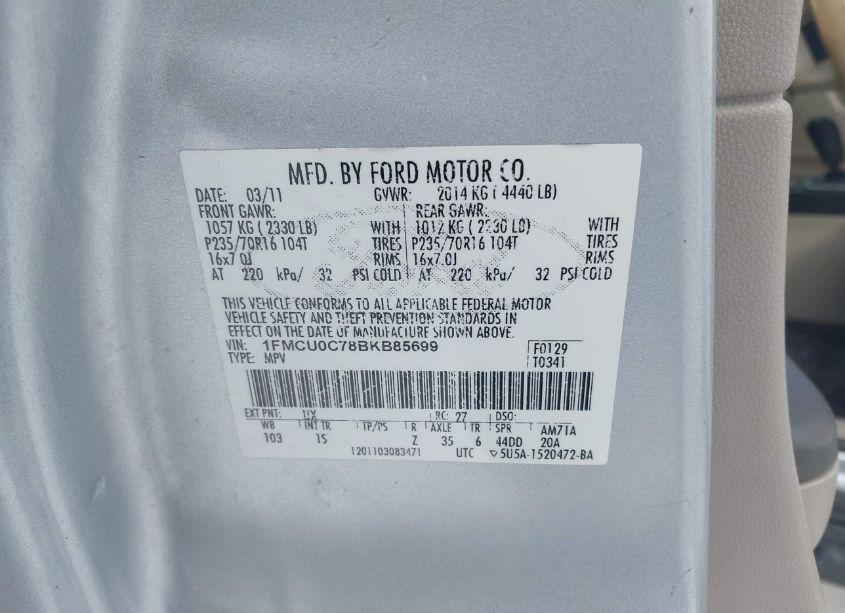 MFD. BY FORD MOTOR CO.
DATE: 03/11 GVWR: 2014 KG ( 4440 LB)
FRONT GAWR: REAR GAWR:
1057 KG ( 2330 LB) WITH 1012 KG ( 2230 LB) WITH
P235/70R16 104T TIRES P235/70R16 104T TIRES
16x7.0J RIMS 16x7.0J RIMS
AT 220 kPa/ 32 PSI COLD AT 220 kPa/ 32 PSI COLD
THIS VEHICLE CONFORMS TO ALL APPLICABLE FEDERAL MOTOR
VEHICLE SAFETY AND THEFT PREVENTION STANDARDS IN
EFFECT ON THE DATE OF MANUFACTURE SHOWN ABOVE.
VIN: 1FMCU0C78BKB85699 F0129
TYPE: MPV T0341
EXT PNT: UX RC: 27 DSO:
WB INT TR TP/PS R AXLE TR SPR AM71A
103 IS Z 35 6 44DD 20A
1201103083471 UTC ▽5U5A-1520472-BA